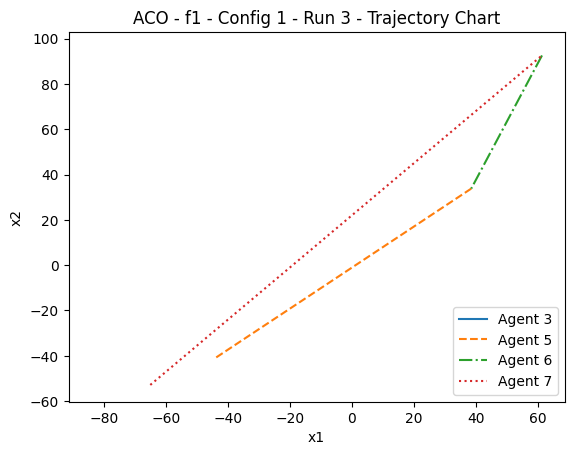 ACO - f1 - Config 1 - Run 3 - Trajectory Chart
100
80
60
40
20
0
−20
−40
−60
x2
−80
−60
−40
−20
0
20
40
60
x1
Agent 3
Agent 5
Agent 6
Agent 7